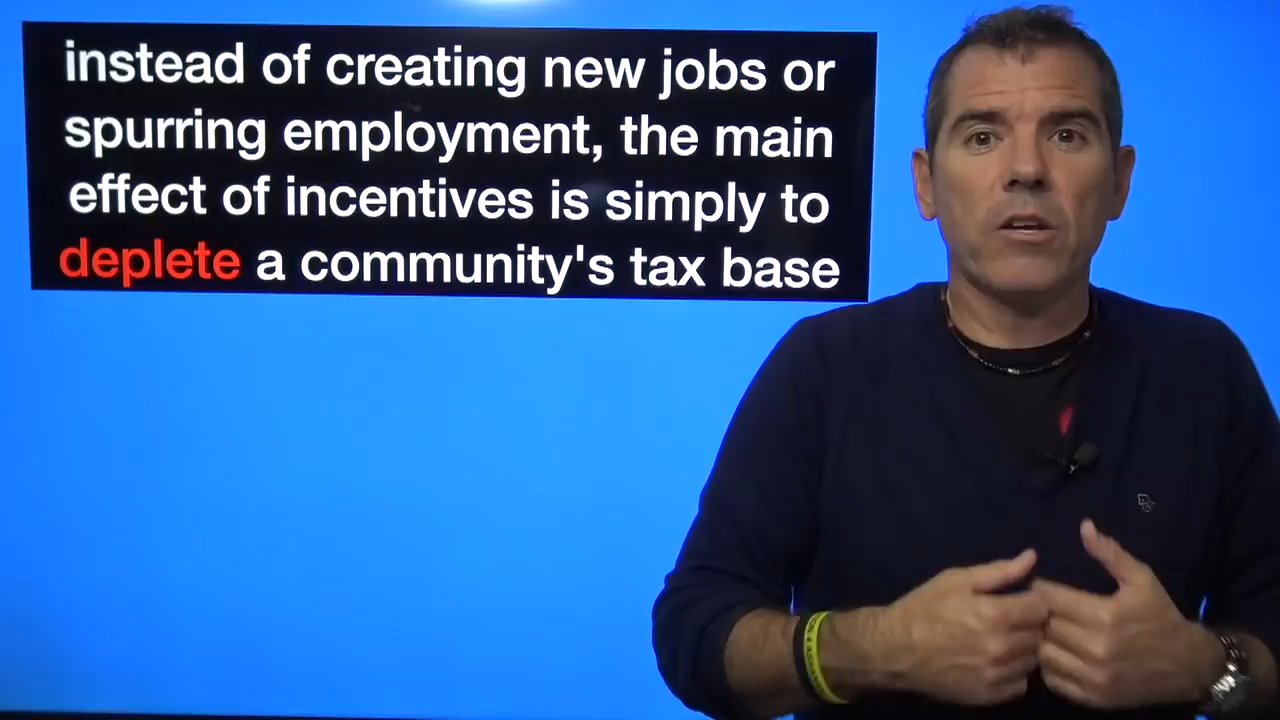 instead of creating new jobs or
spurring employment, the main
effect of incentives is simply to
deplete a community's tax base